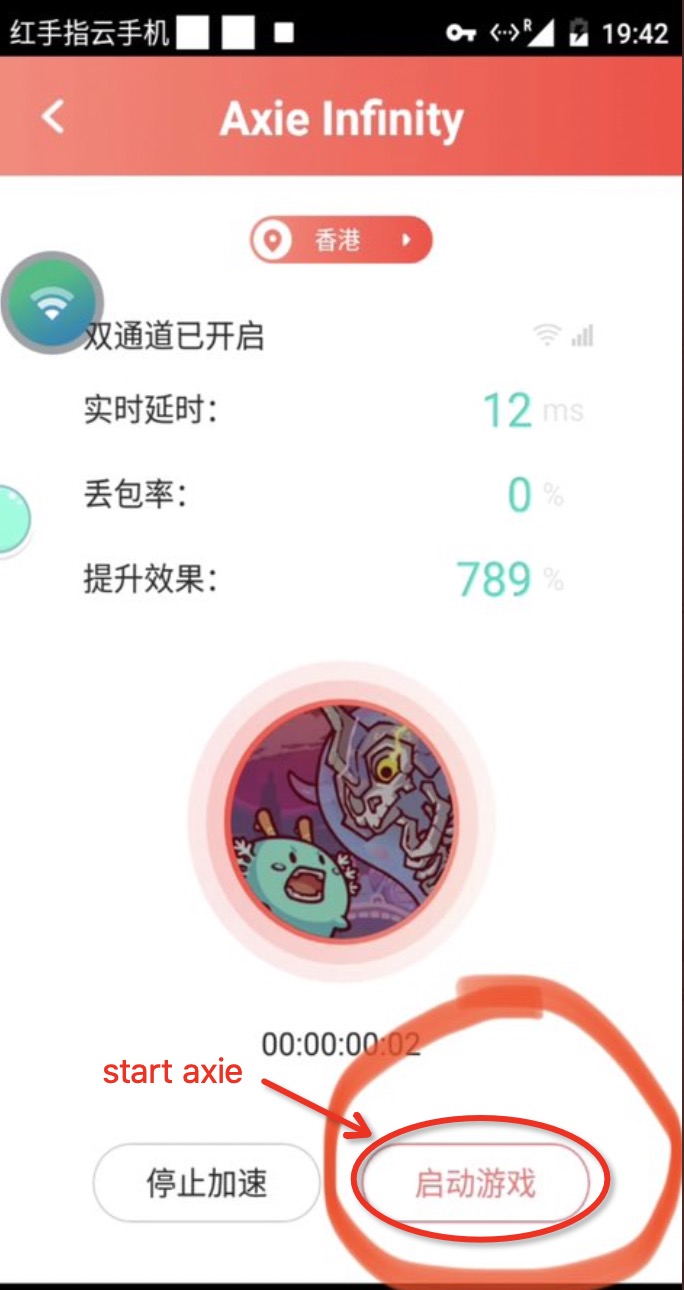 红手指云手机 R 19:42
Axie Infinity
香港
双通道已开启
实时延时: 12 ms
丢包率: 0 %
提升效果: 789 %
00:00:00:02
start axie
停止加速 启动游戏